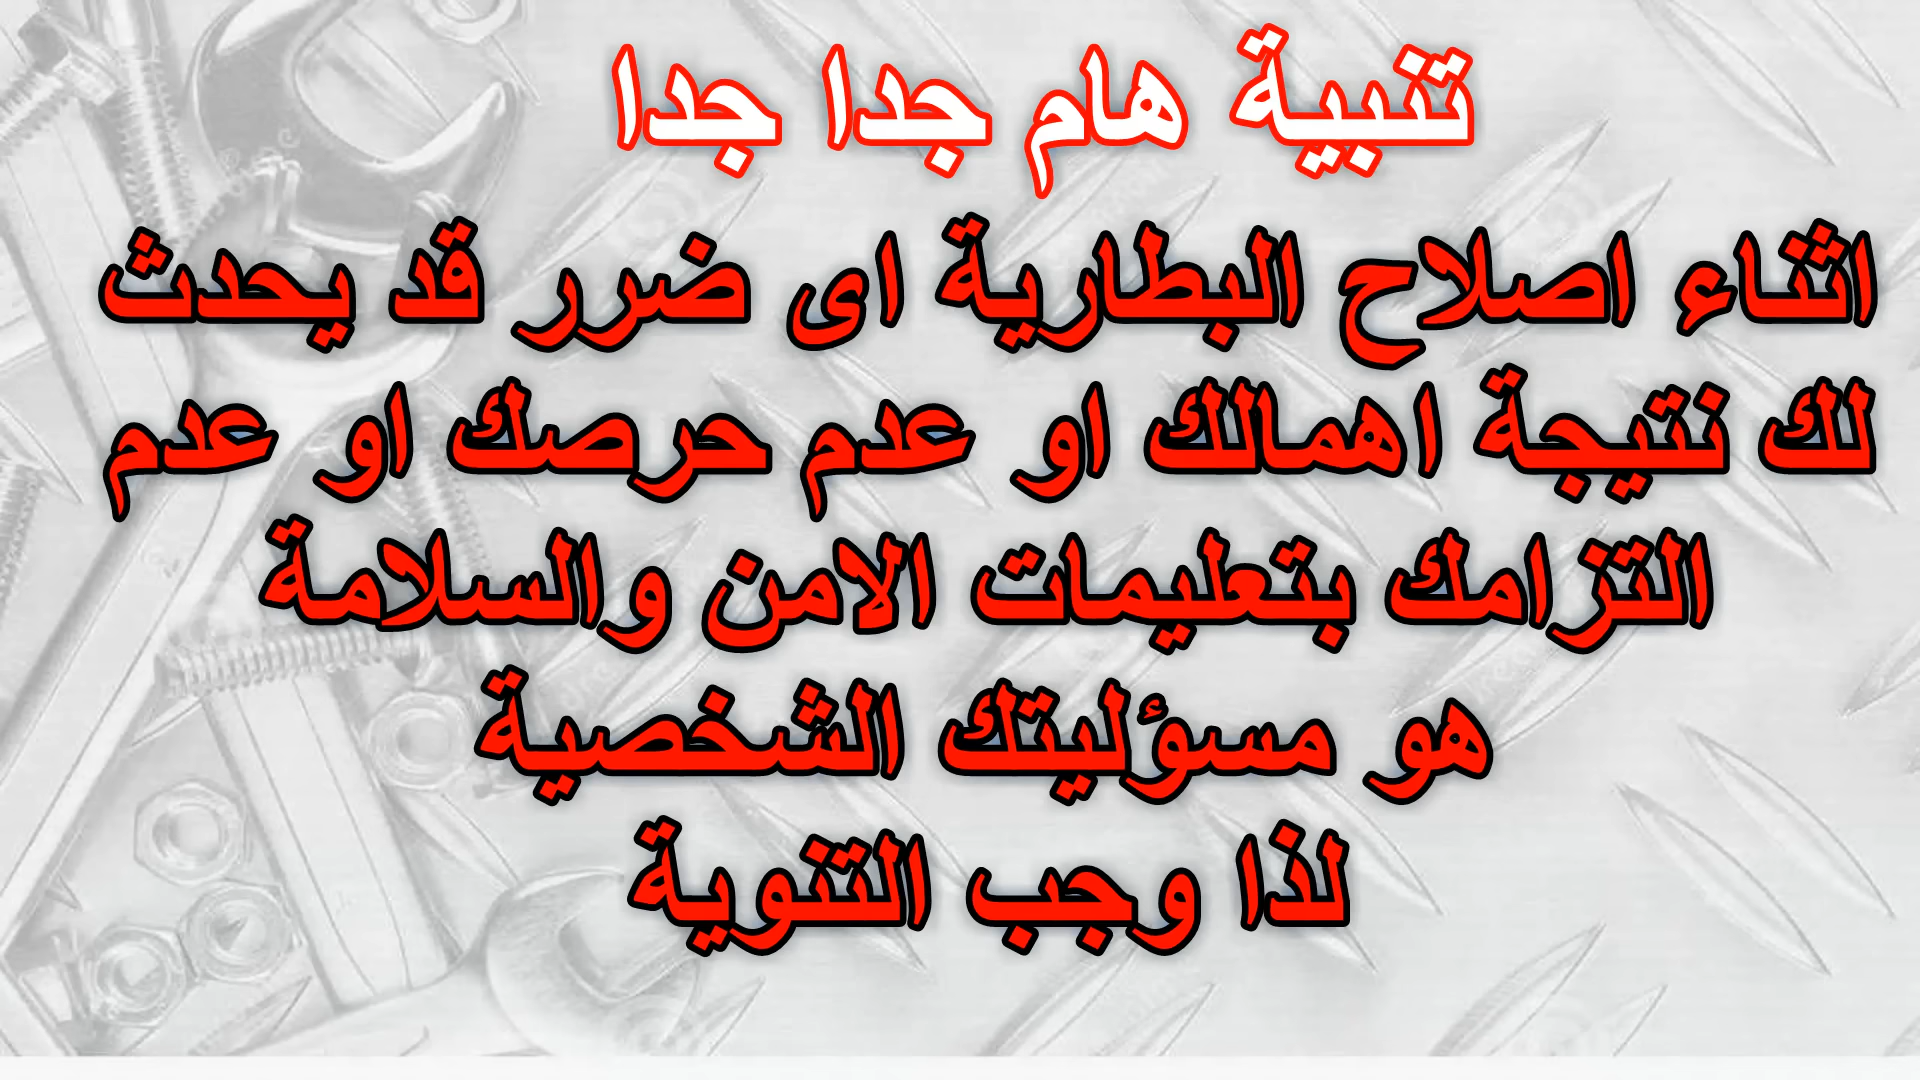 تنبية هام جدا جدا
اثناء اصلاح البطارية اى ضرر قد يحدث
لك نتيجة اهمالك او عدم حرصك او عدم
التزامك بتعليمات الامن والسلامة
هو مسؤليتك الشخصية
لذا وجب التنوية